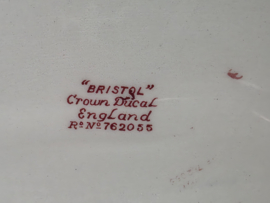 "BRISTOL"
Crown Ducal
England
Rᵈ Nº 762055